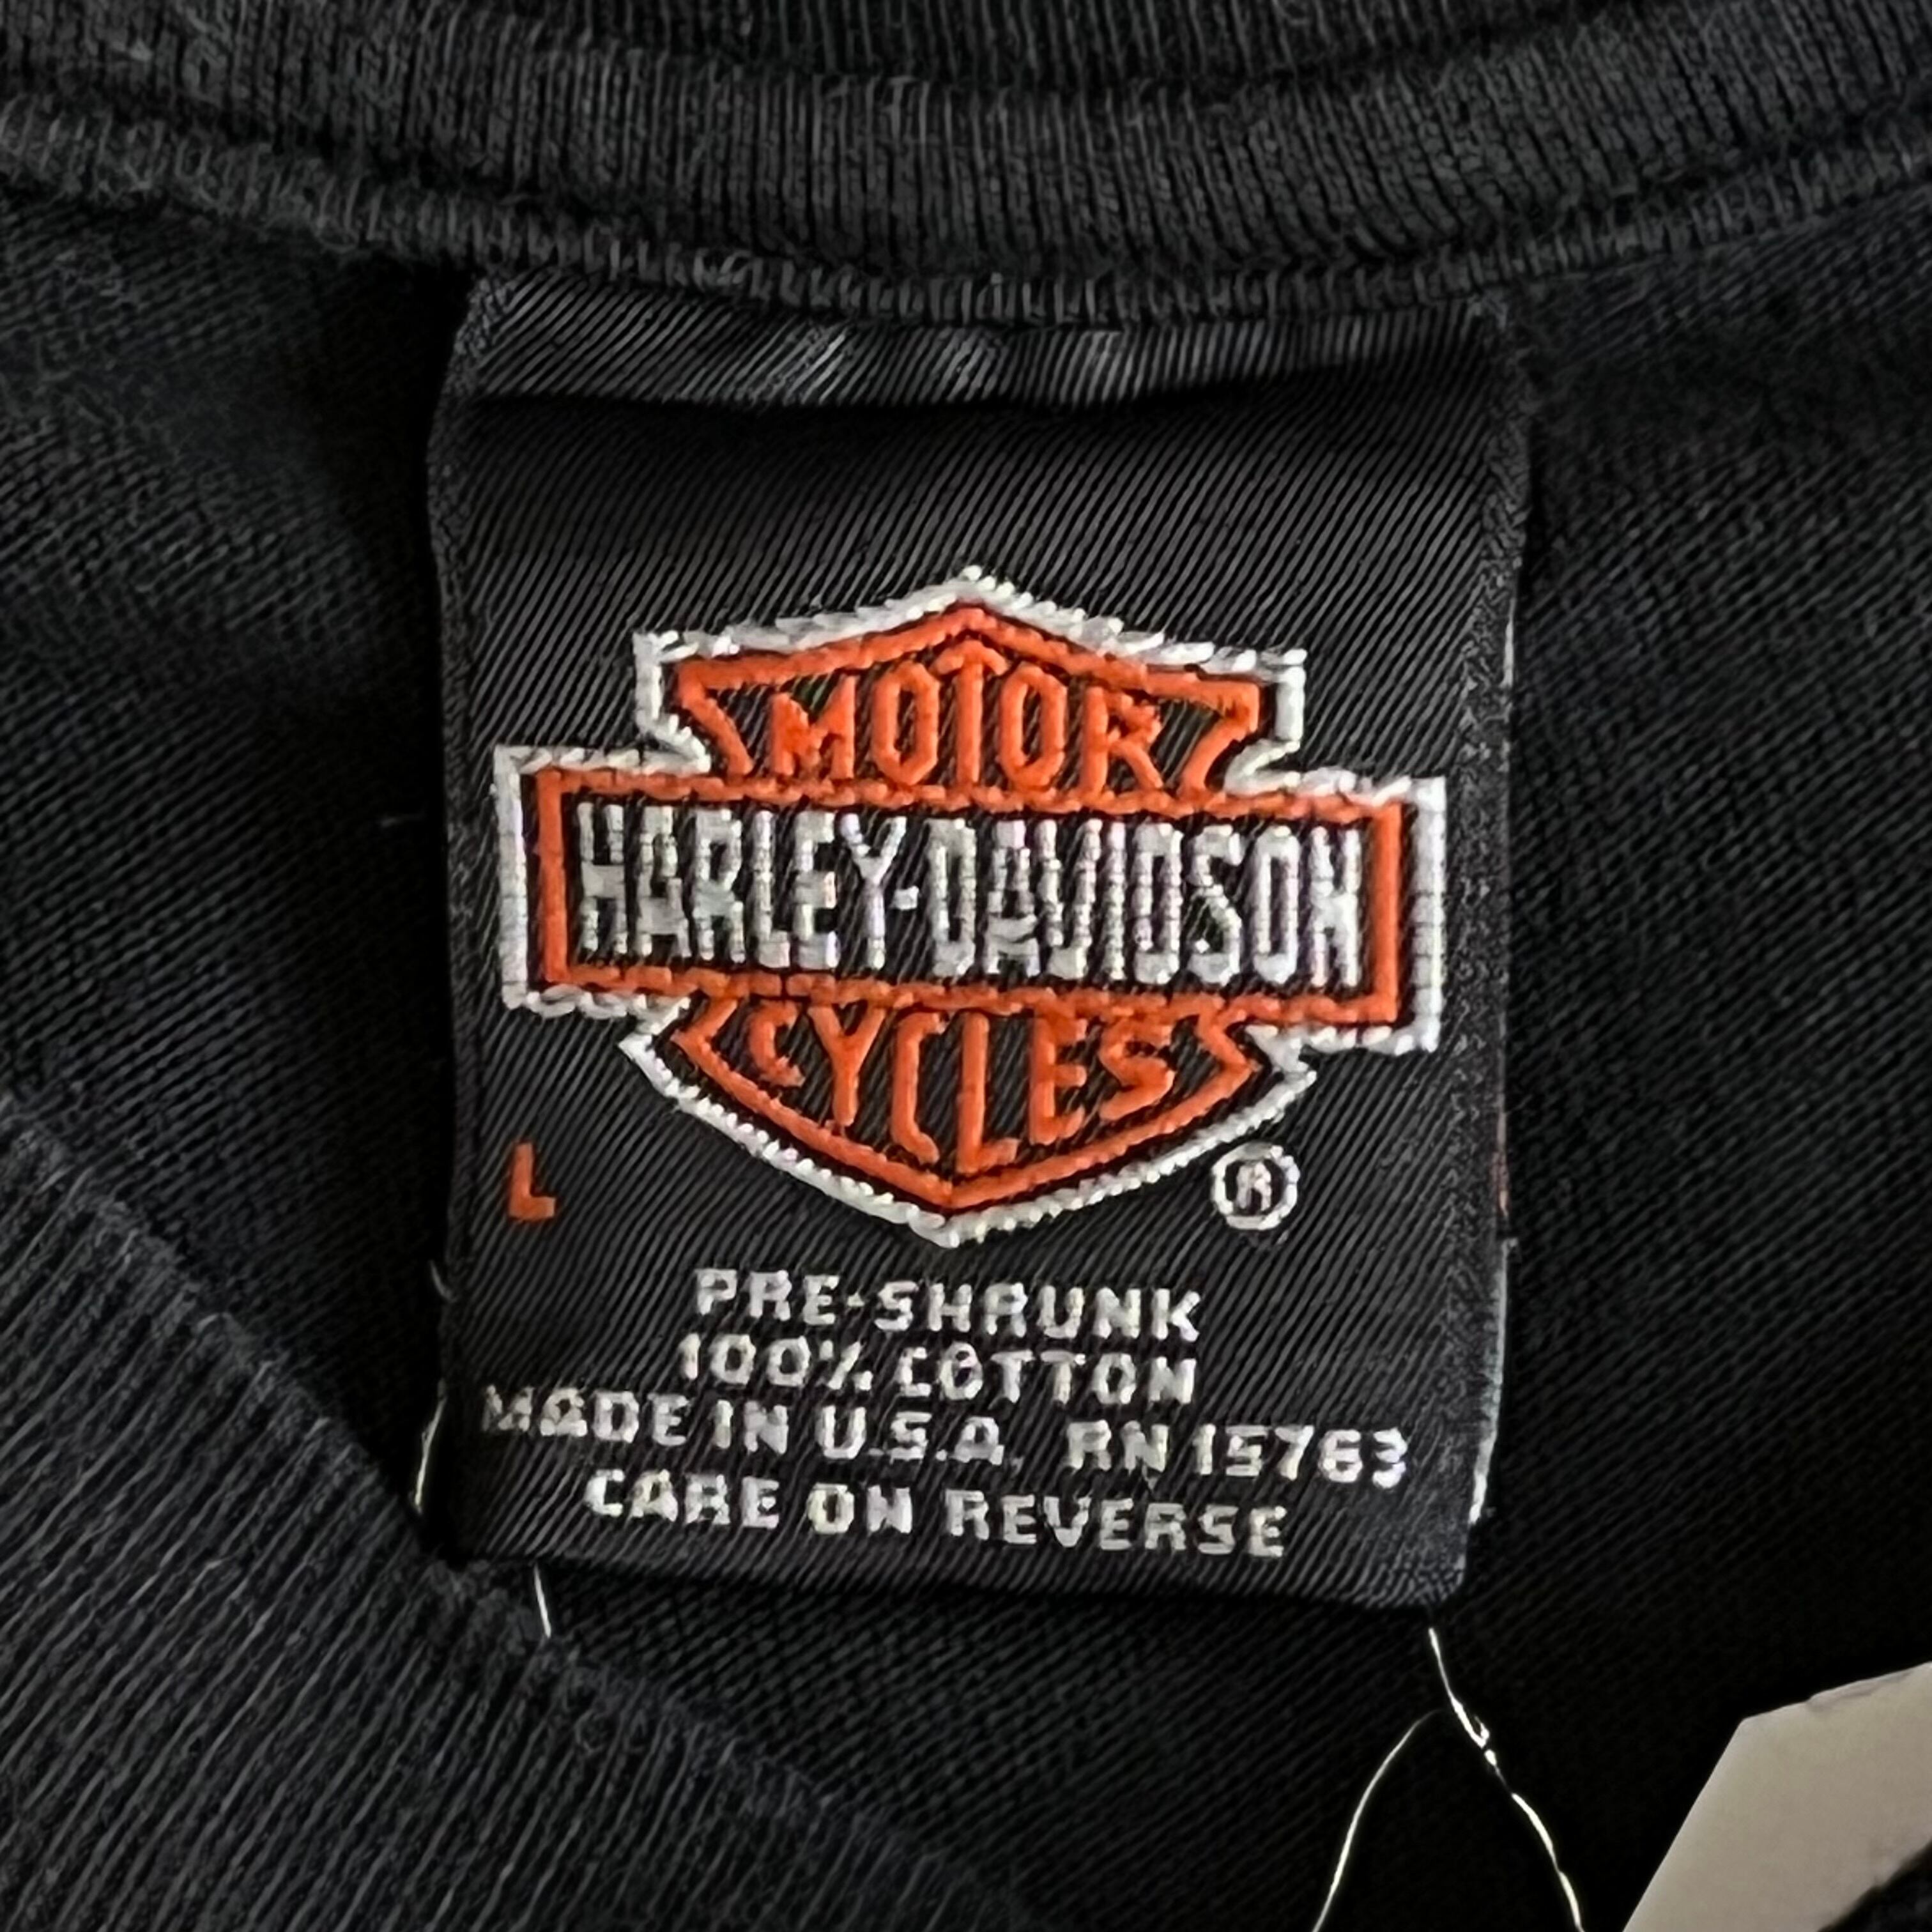 MOTOR
HARLEY-DAVIDSON
CYCLES
L
®
PRE-SHRUNK
100% COTTON
MADE IN U.S.A. RN 15763
CARE ON REVERSE